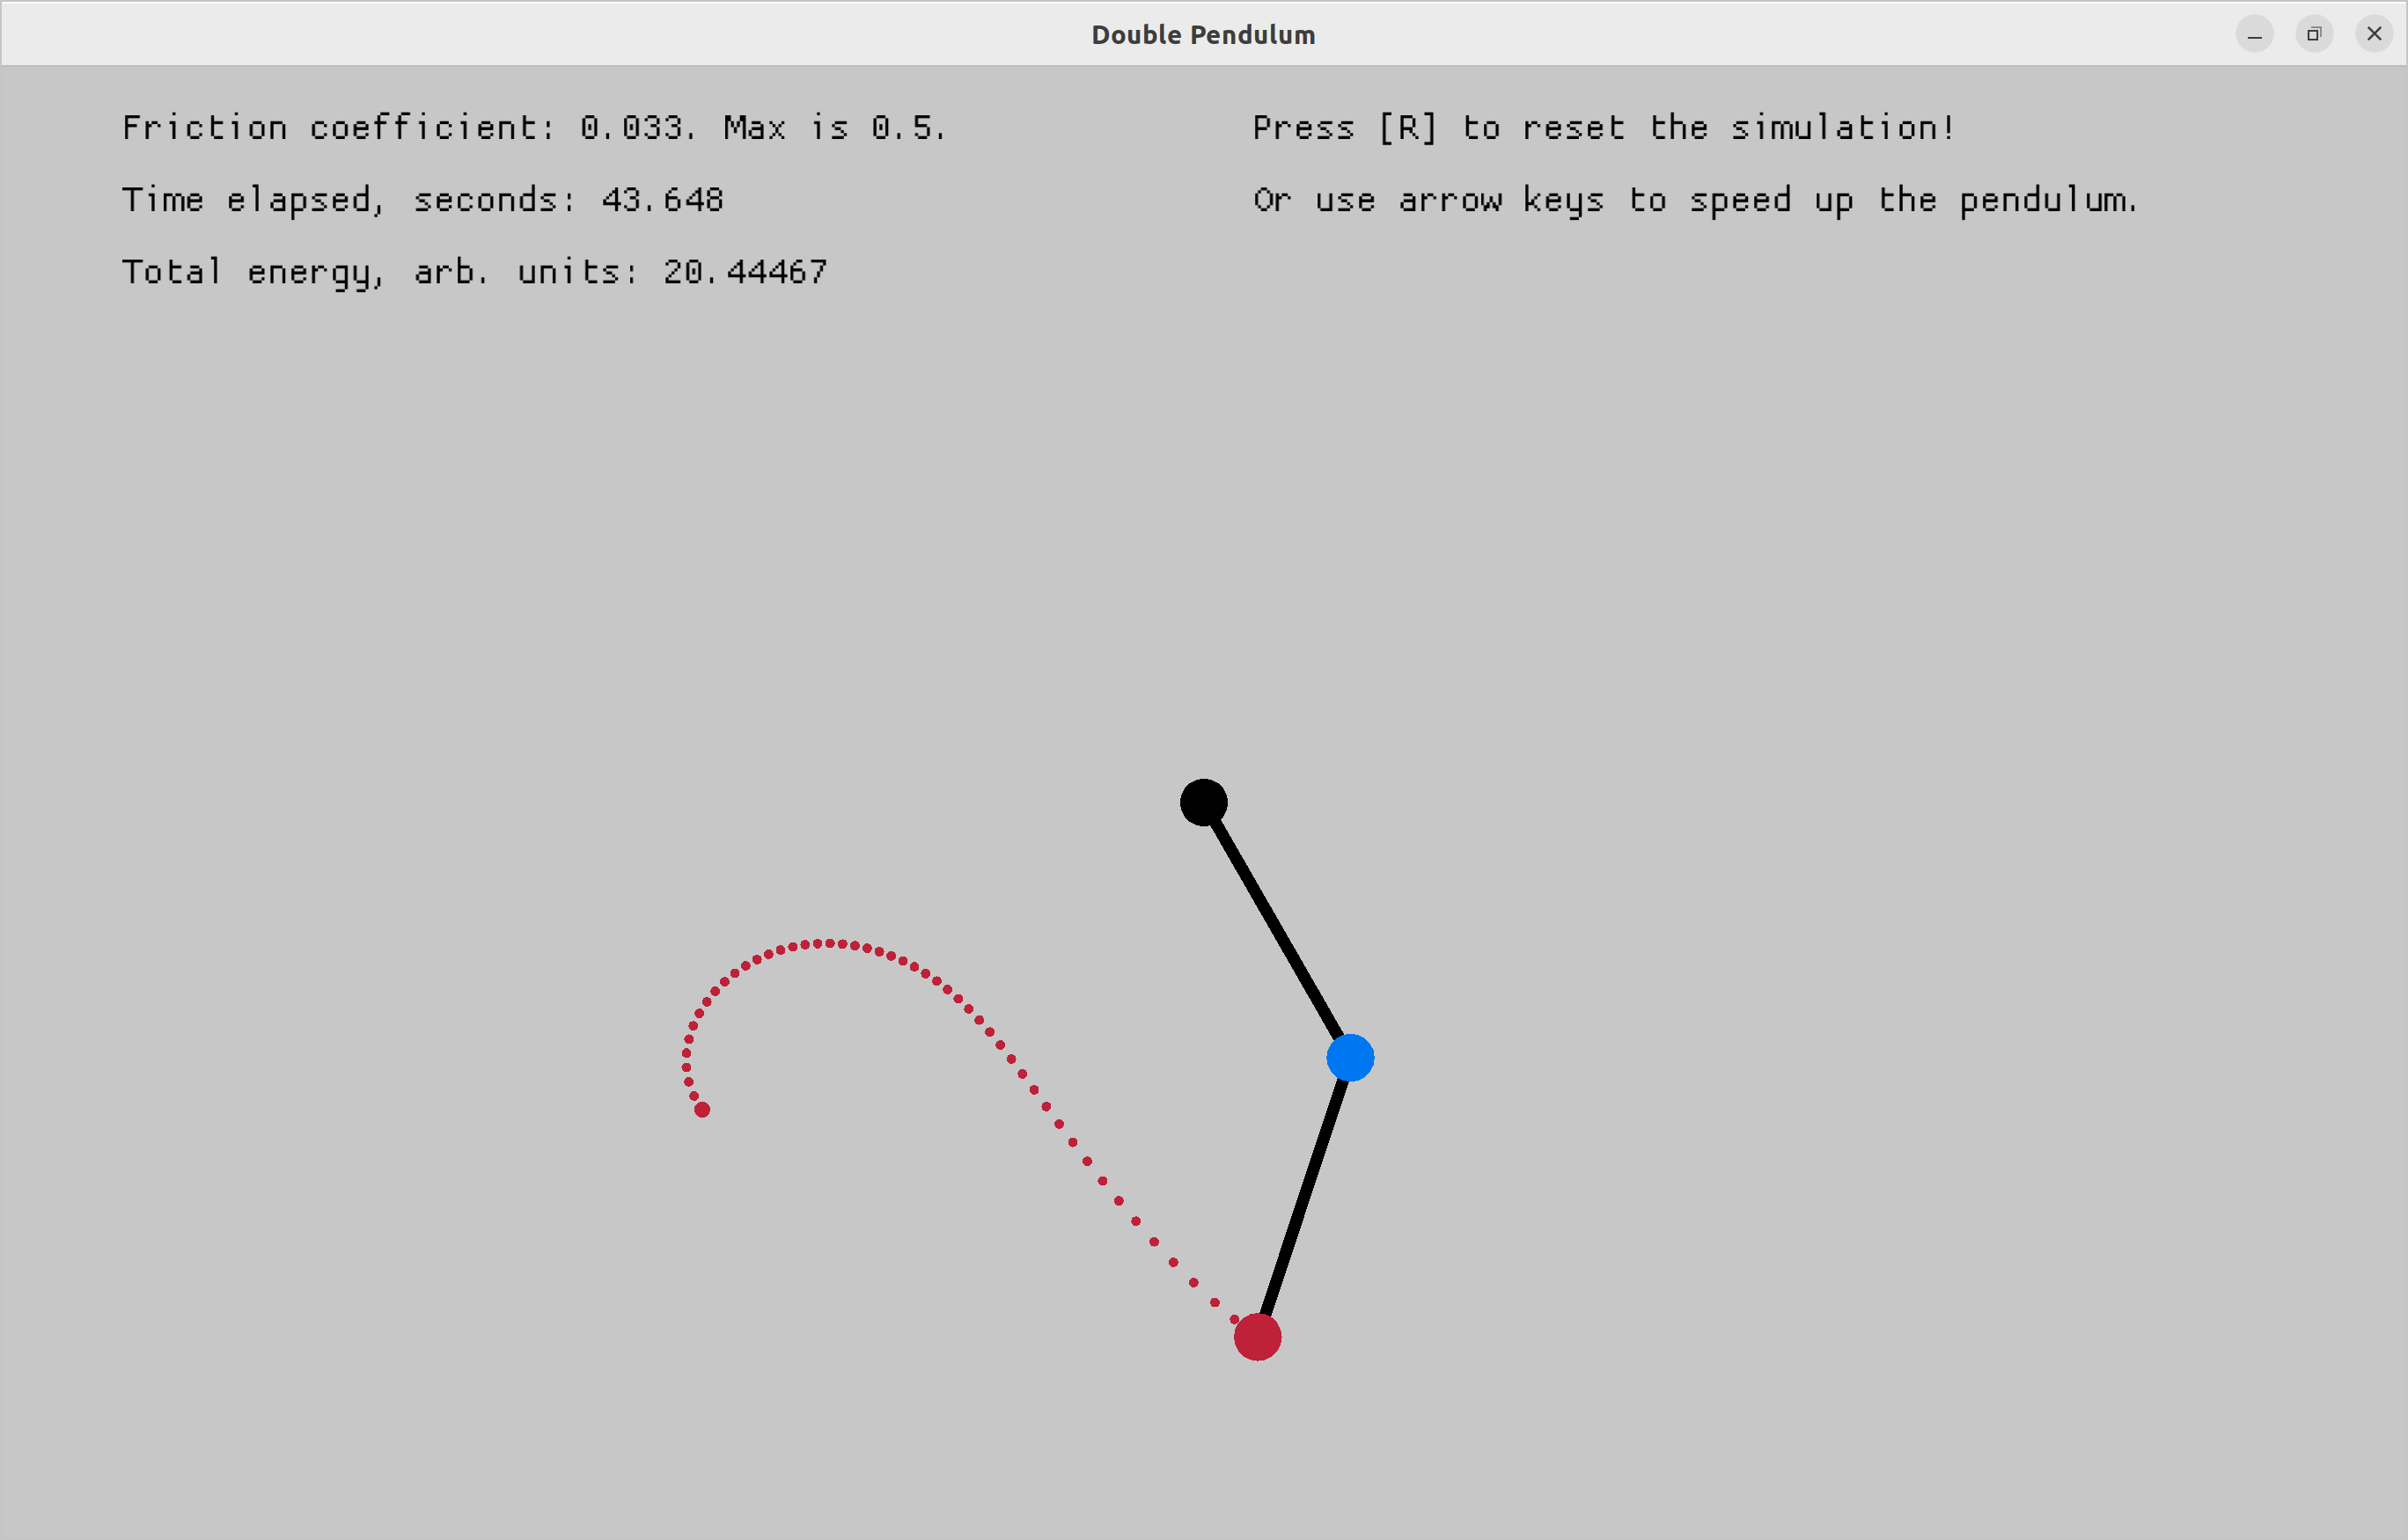 Double Pendulum
Friction coefficient: 0.033. Max is 0.5.
Time elapsed, seconds: 43.648
Total energy, arb. units: 20.44467
Press [R] to reset the simulation!
Or use arrow keys to speed up the pendulum.